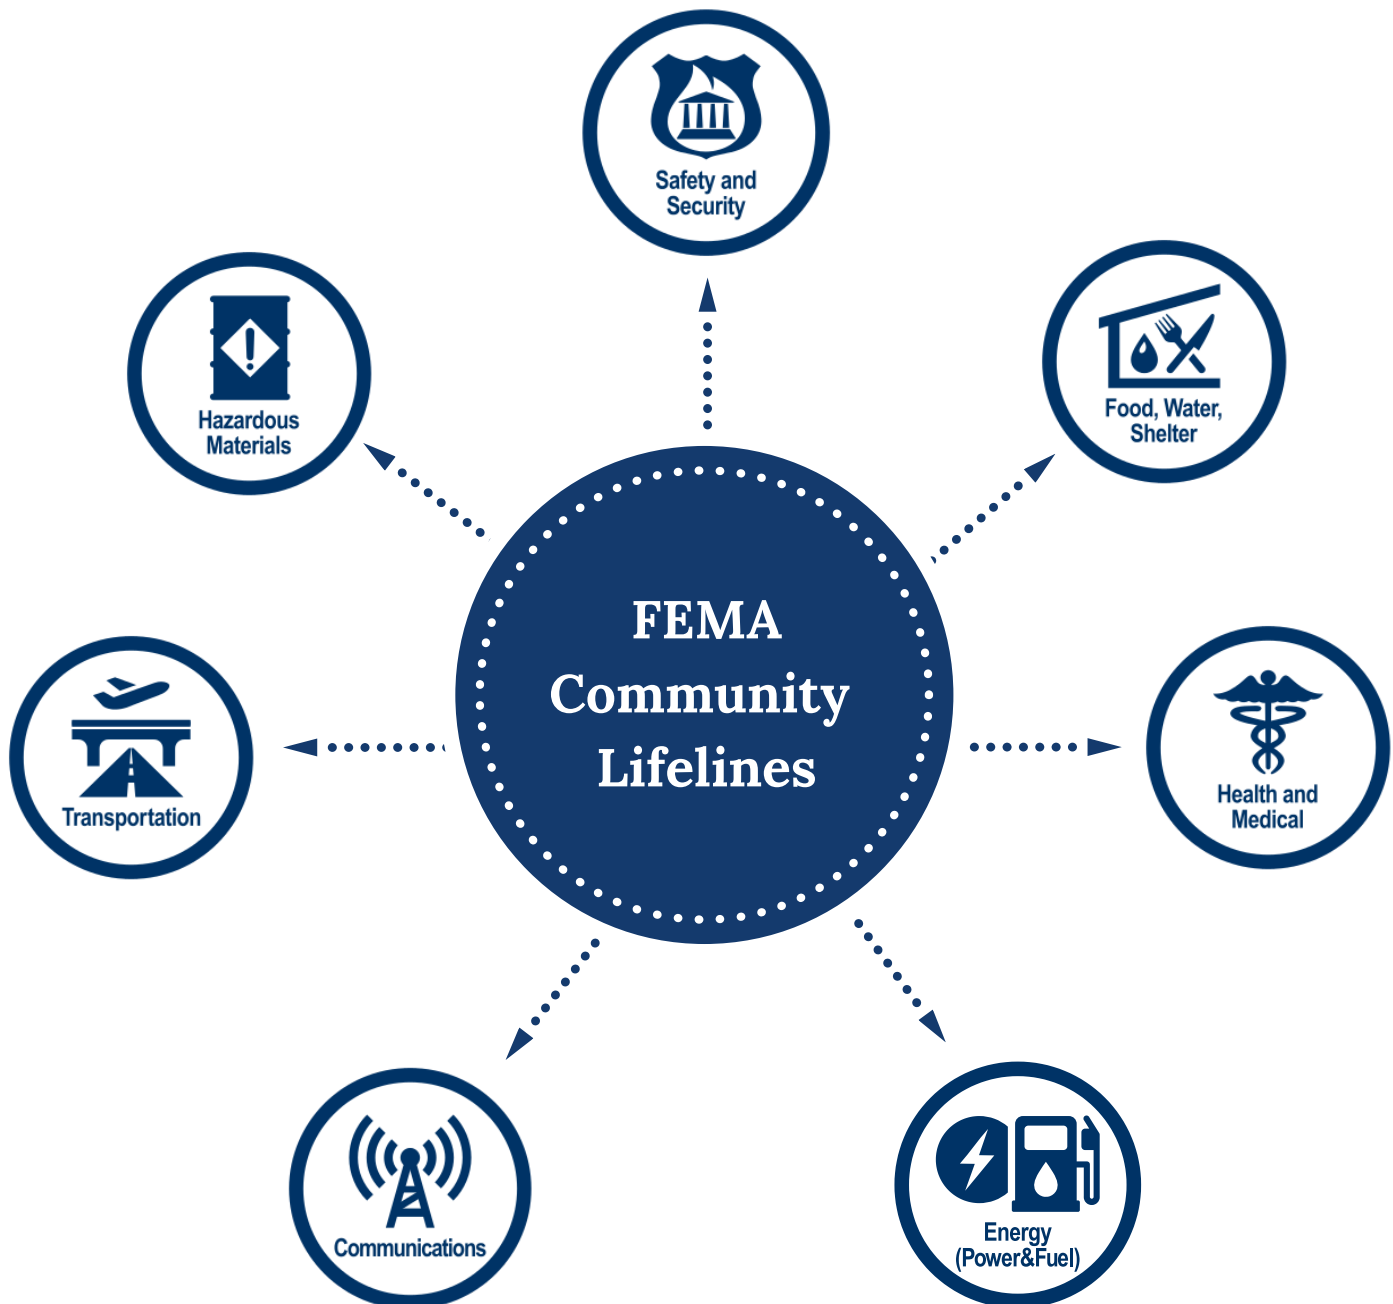 Safety and
Security
Hazardous
Materials
Food, Water,
Shelter
FEMA
Community
Lifelines
Transportation
Health and
Medical
Communications
Energy
(Power&Fuel)